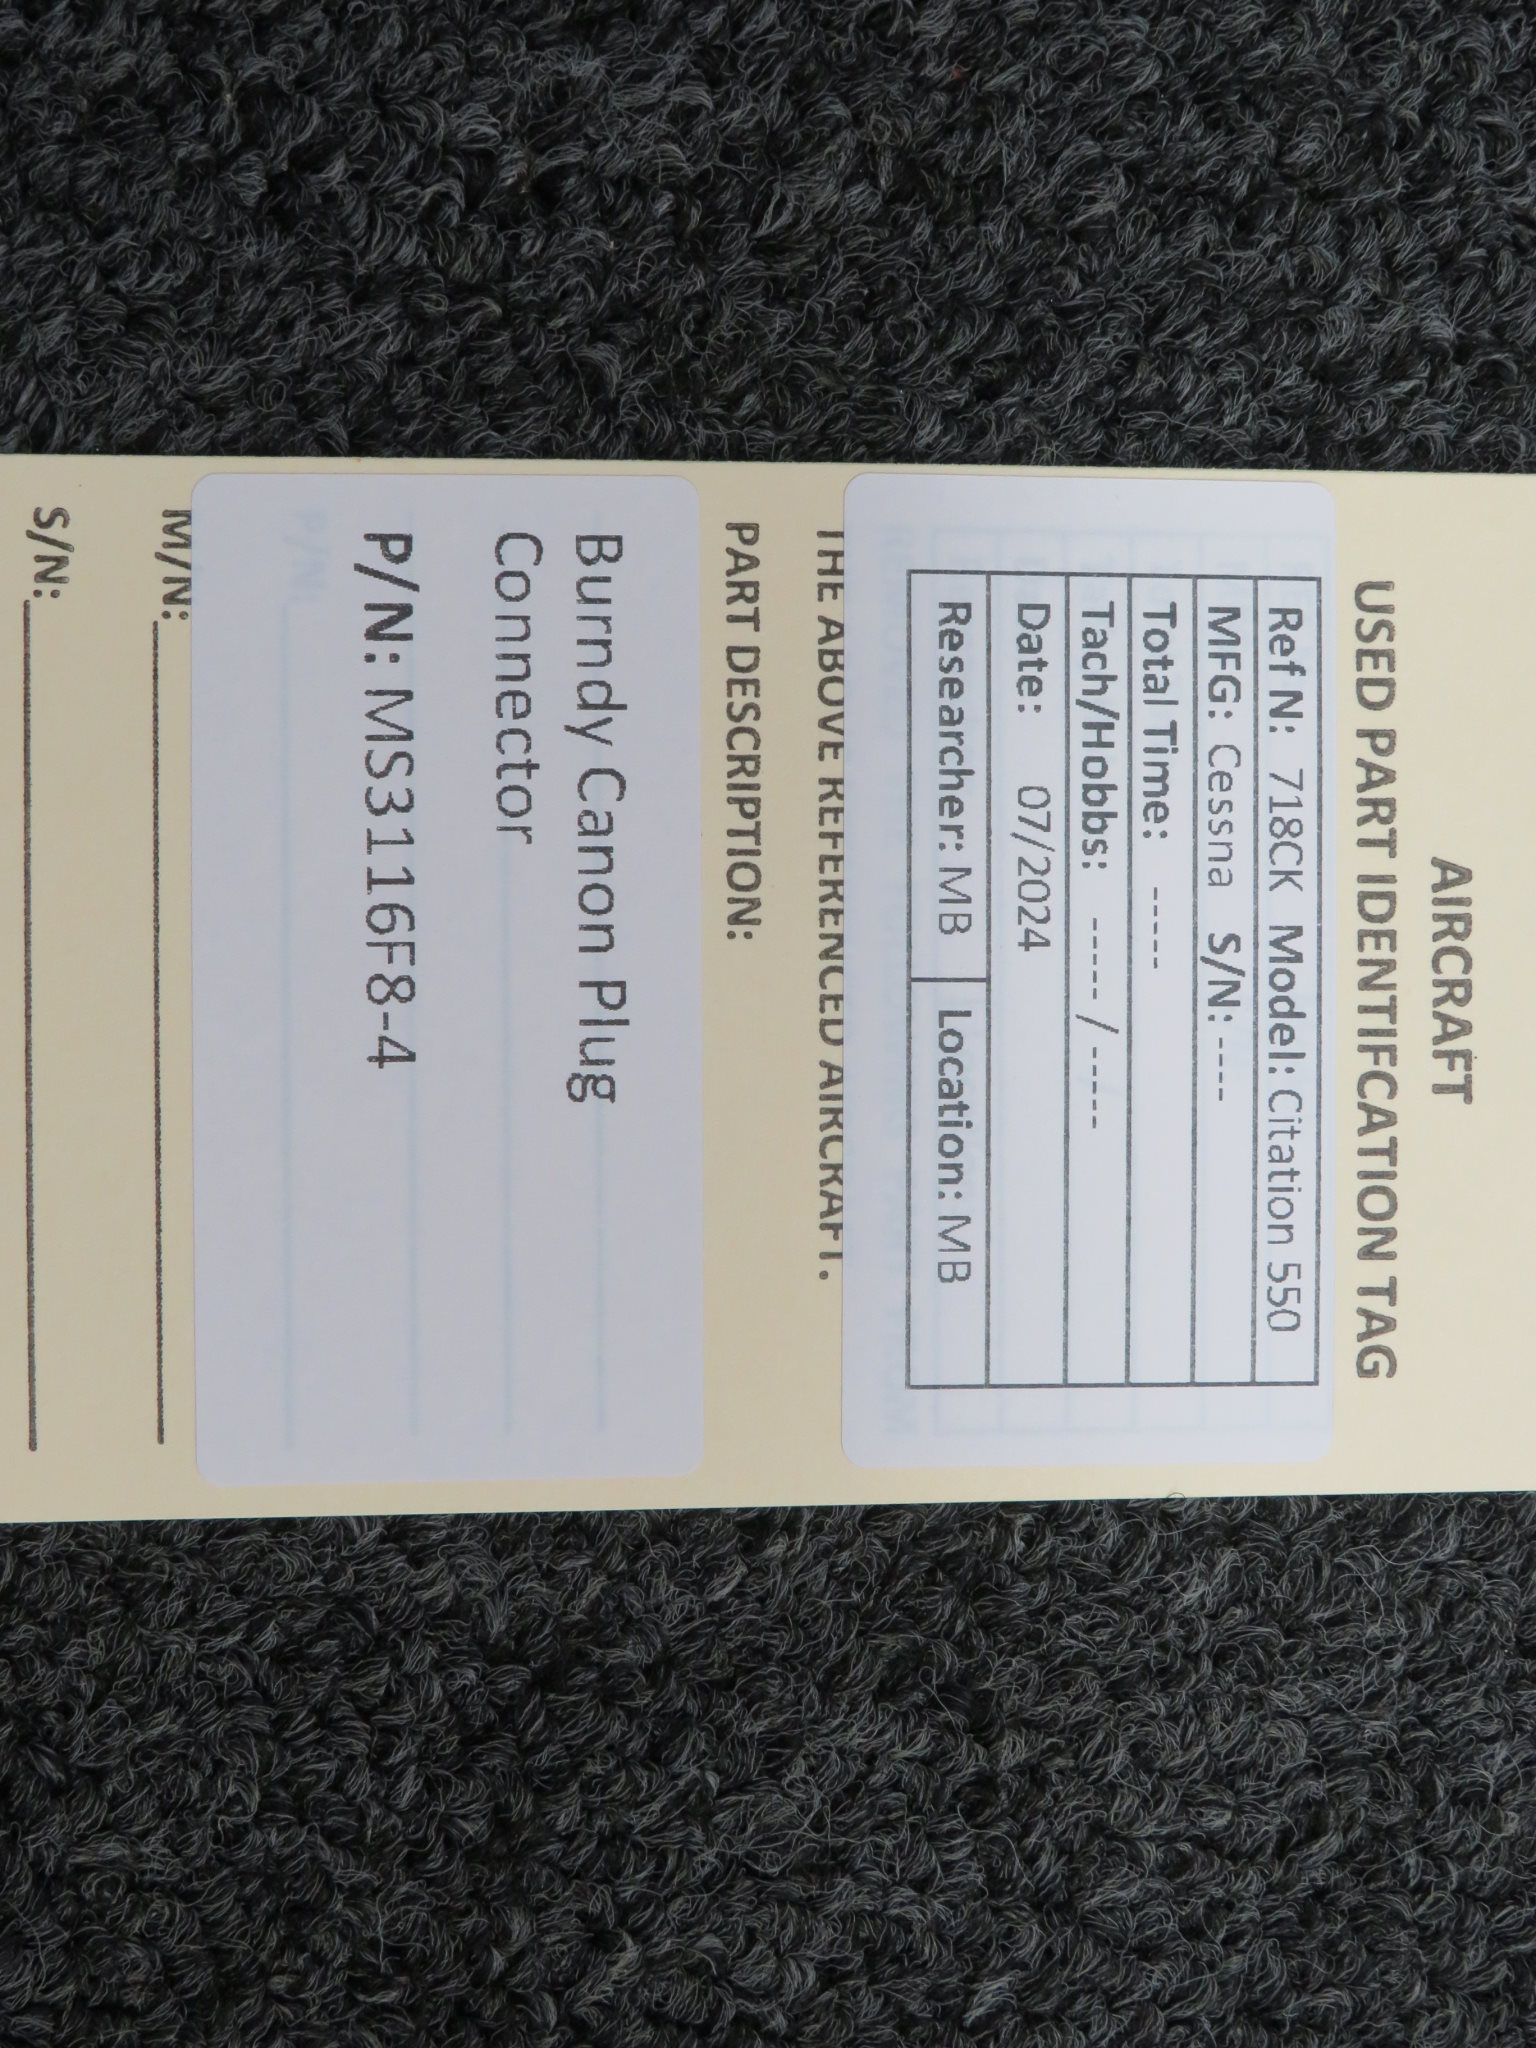 AIRCRAFT
USED PART IDENTIFCATION TAG
Ref N: 718CK Model: Citation 550
MFG: Cessna S/N: ----
Total Time: -----
Tach/Hobbs: ----- / -----
Date: 07/2024
Researcher: MB Location: MB
THE ABOVE REFERENCED AIRCRAFT.
PART DESCRIPTION:
Burndy Canon Plug
Connector
P/N: MS3116F8-4
M/N:
S/N: